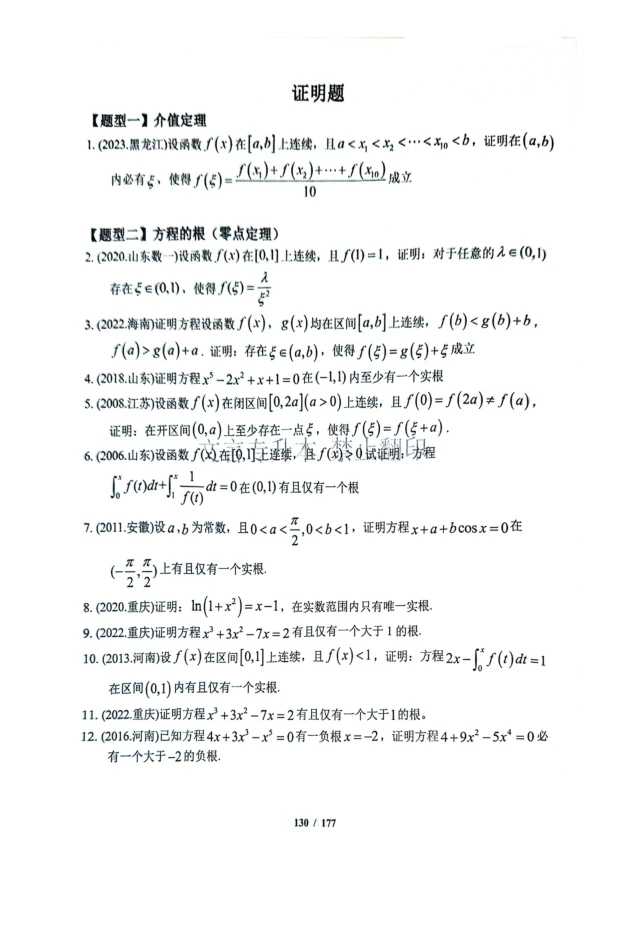 证明题
【题型一】介值定理
1. (2023.黑龙江)设函数 f(x) 在[a,b]上连续，且 a < x₁ < x₂ < ⋯ < x₁₀ < b，证明在(a,b)
内必有ξ，使得 f(ξ) = (f(x₁)+f(x₂)+⋯+f(x₁₀))/10 成立
【题型二】方程的根（零点定理）
2. (2020.山东数一)设函数 f(x) 在[0,1]上连续，且 f(1)=1，证明：对于任意的 λ∈(0,1)
存在ξ∈(0,1)，使得 f(ξ) = λ/ξ²
3. (2022.海南)证明方程设函数 f(x)，g(x) 均在区间[a,b]上连续，f(b) < g(b)+b，
f(a) > g(a)+a．证明：存在ξ∈(a,b)，使得 f(ξ) = g(ξ)+ξ 成立
4. (2018.山东)证明方程 x⁵－2x²+x+1=0 在(－1,1)内至少有一个实根
5. (2008.江苏)设函数 f(x) 在闭区间[0,2a](a>0)上连续，且 f(0)=f(2a)≠f(a)，
证明：在开区间(0,a)上至少存在一点ξ，使得 f(ξ)=f(ξ+a)．
6. (2006.山东)设函数 f(x) 在[0,1]上连续，且 f(x)>0 试证明：方程
∫₀ˣ f(t)dt+∫₁ˣ 1/f(t) dt = 0 在(0,1)有且仅有一个根
7. (2011.安徽)设 a,b 为常数，且 0<a<π/2, 0<b<1，证明方程 x+a+bcosx=0 在
(－π/2, π/2) 上有且仅有一个实根.
8. (2020.重庆)证明：ln(1+x²)=x－1，在实数范围内只有唯一实根.
9. (2022.重庆)证明方程 x³+3x²－7x=2 有且仅有一个大于 1 的根.
10. (2013.河南)设 f(x) 在区间[0,1]上连续，且 f(x)<1，证明：方程 2x－∫₀ˣ f(t)dt=1
在区间(0,1)内有且仅有一个实根.
11. (2022.重庆)证明方程 x³+3x²－7x=2 有且仅有一个大于1的根。
12. (2016.河南)已知方程 4x+3x³－x⁵=0 有一负根 x=－2，证明方程 4+9x²－5x⁴=0 必
有一个大于－2的负根.
130 / 177